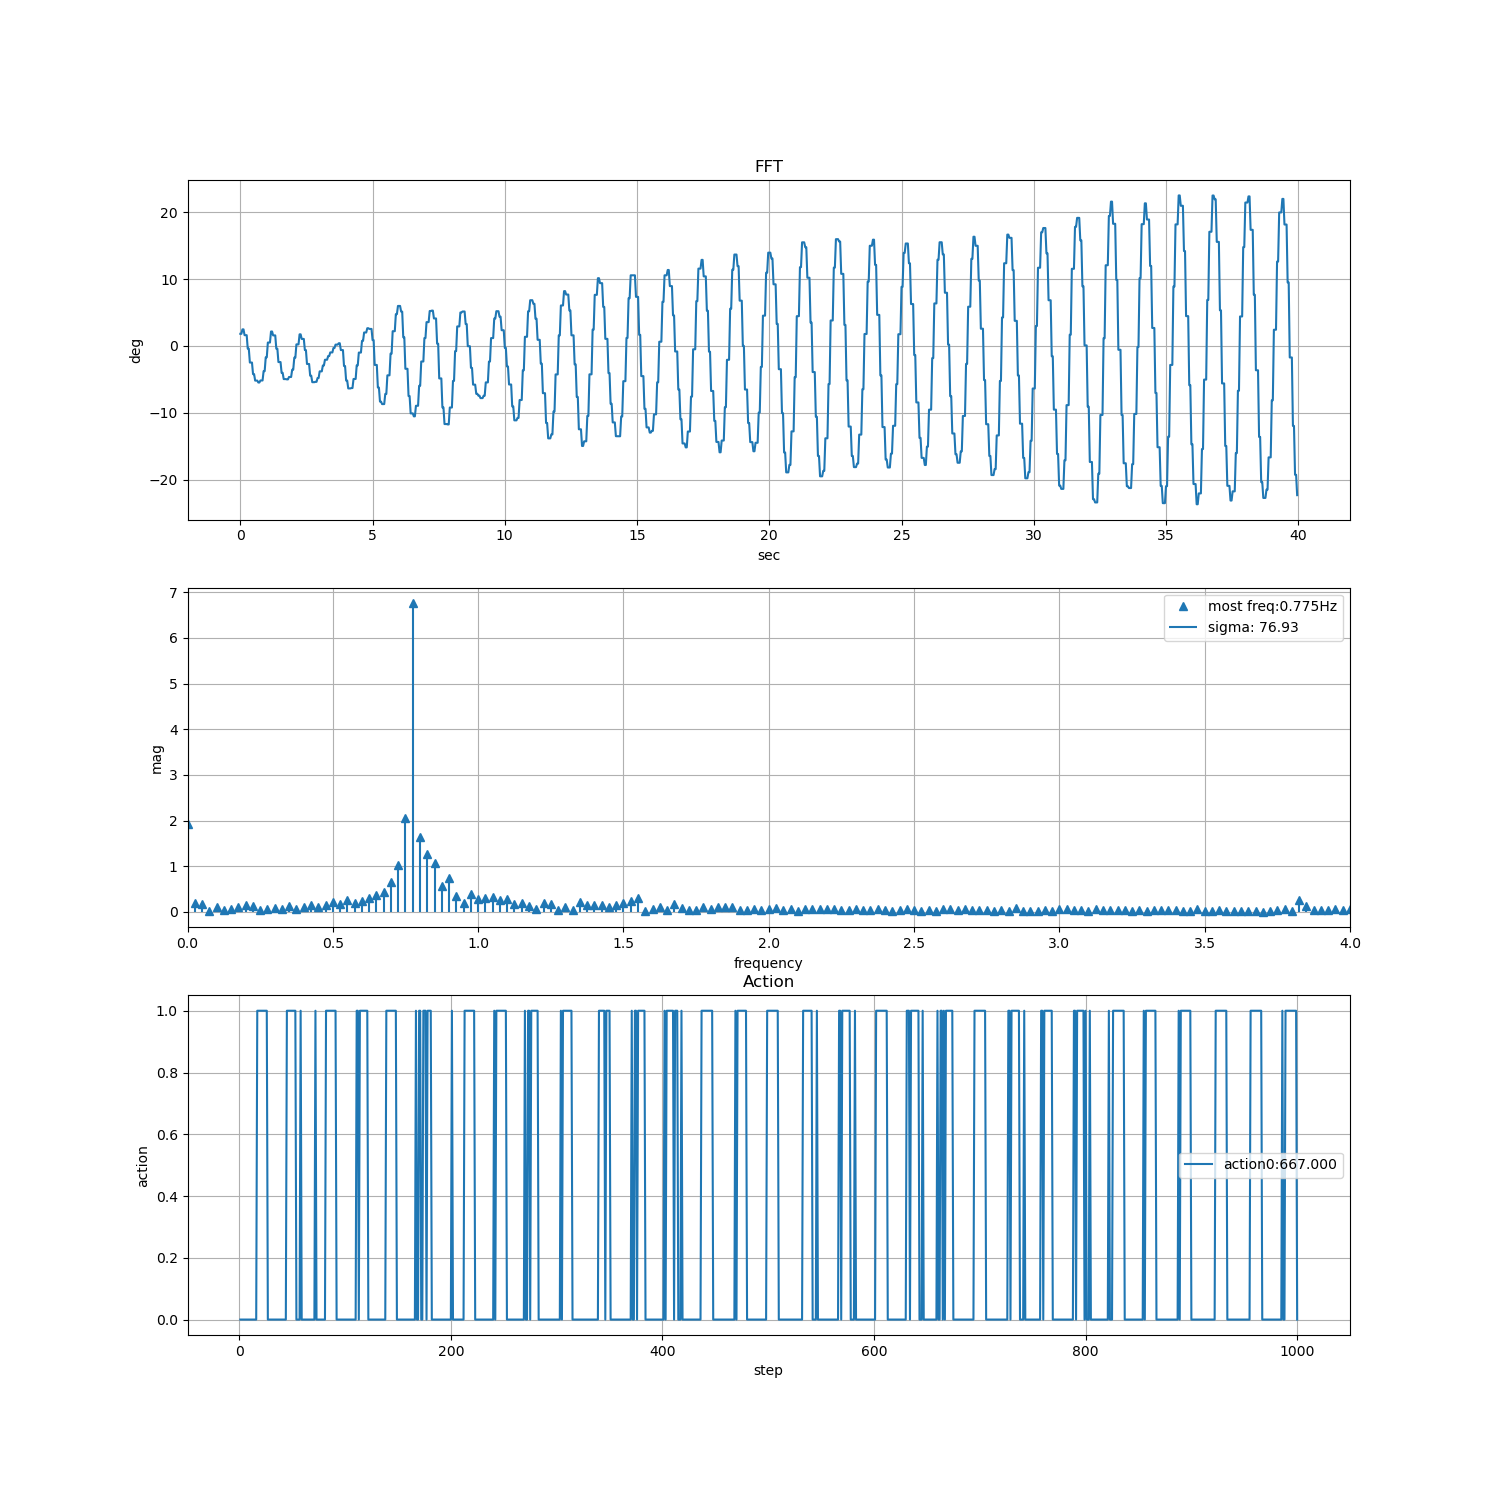 FFT
20
10
0
−10
−20
deg
0 5 10 15 20 25 30 35 40
sec
7
6
5
4
3
2
1
0
mag
most freq:0.775Hz
sigma: 76.93
0.0 0.5 1.0 1.5 2.0 2.5 3.0 3.5 4.0
frequency
Action
1.0
0.8
0.6
0.4
0.2
0.0
action
action0:667.000
0 200 400 600 800 1000
step